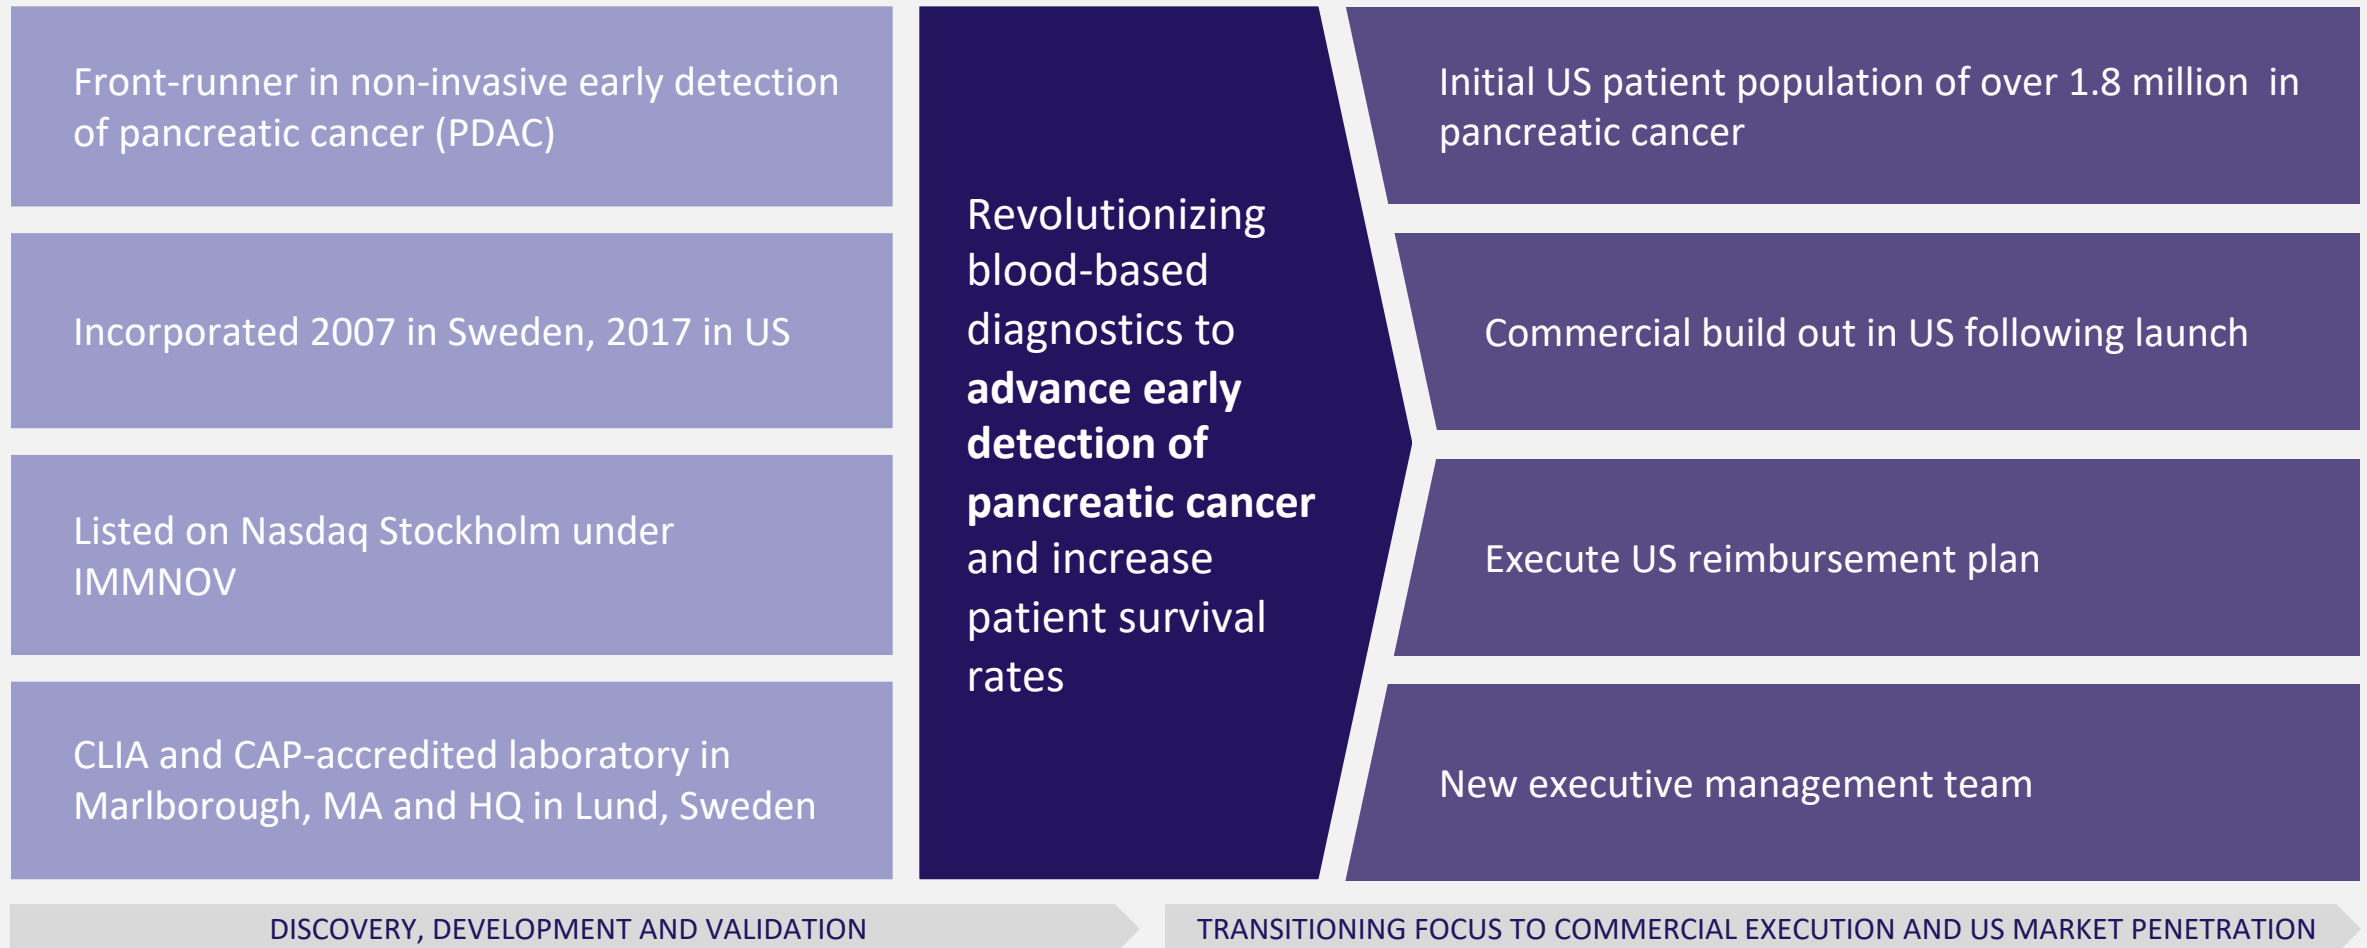 Front-runner in non-invasive early detection
of pancreatic cancer (PDAC)
Incorporated 2007 in Sweden, 2017 in US
Listed on Nasdaq Stockholm under
IMMNOV
CLIA and CAP-accredited laboratory in
Marlborough, MA and HQ in Lund, Sweden
Revolutionizing
blood-based
diagnostics to
advance early
detection of
pancreatic cancer
and increase
patient survival
rates
Initial US patient population of over 1.8 million  in
pancreatic cancer
Commercial build out in US following launch
Execute US reimbursement plan
New executive management team
DISCOVERY, DEVELOPMENT AND VALIDATION
TRANSITIONING FOCUS TO COMMERCIAL EXECUTION AND US MARKET PENETRATION